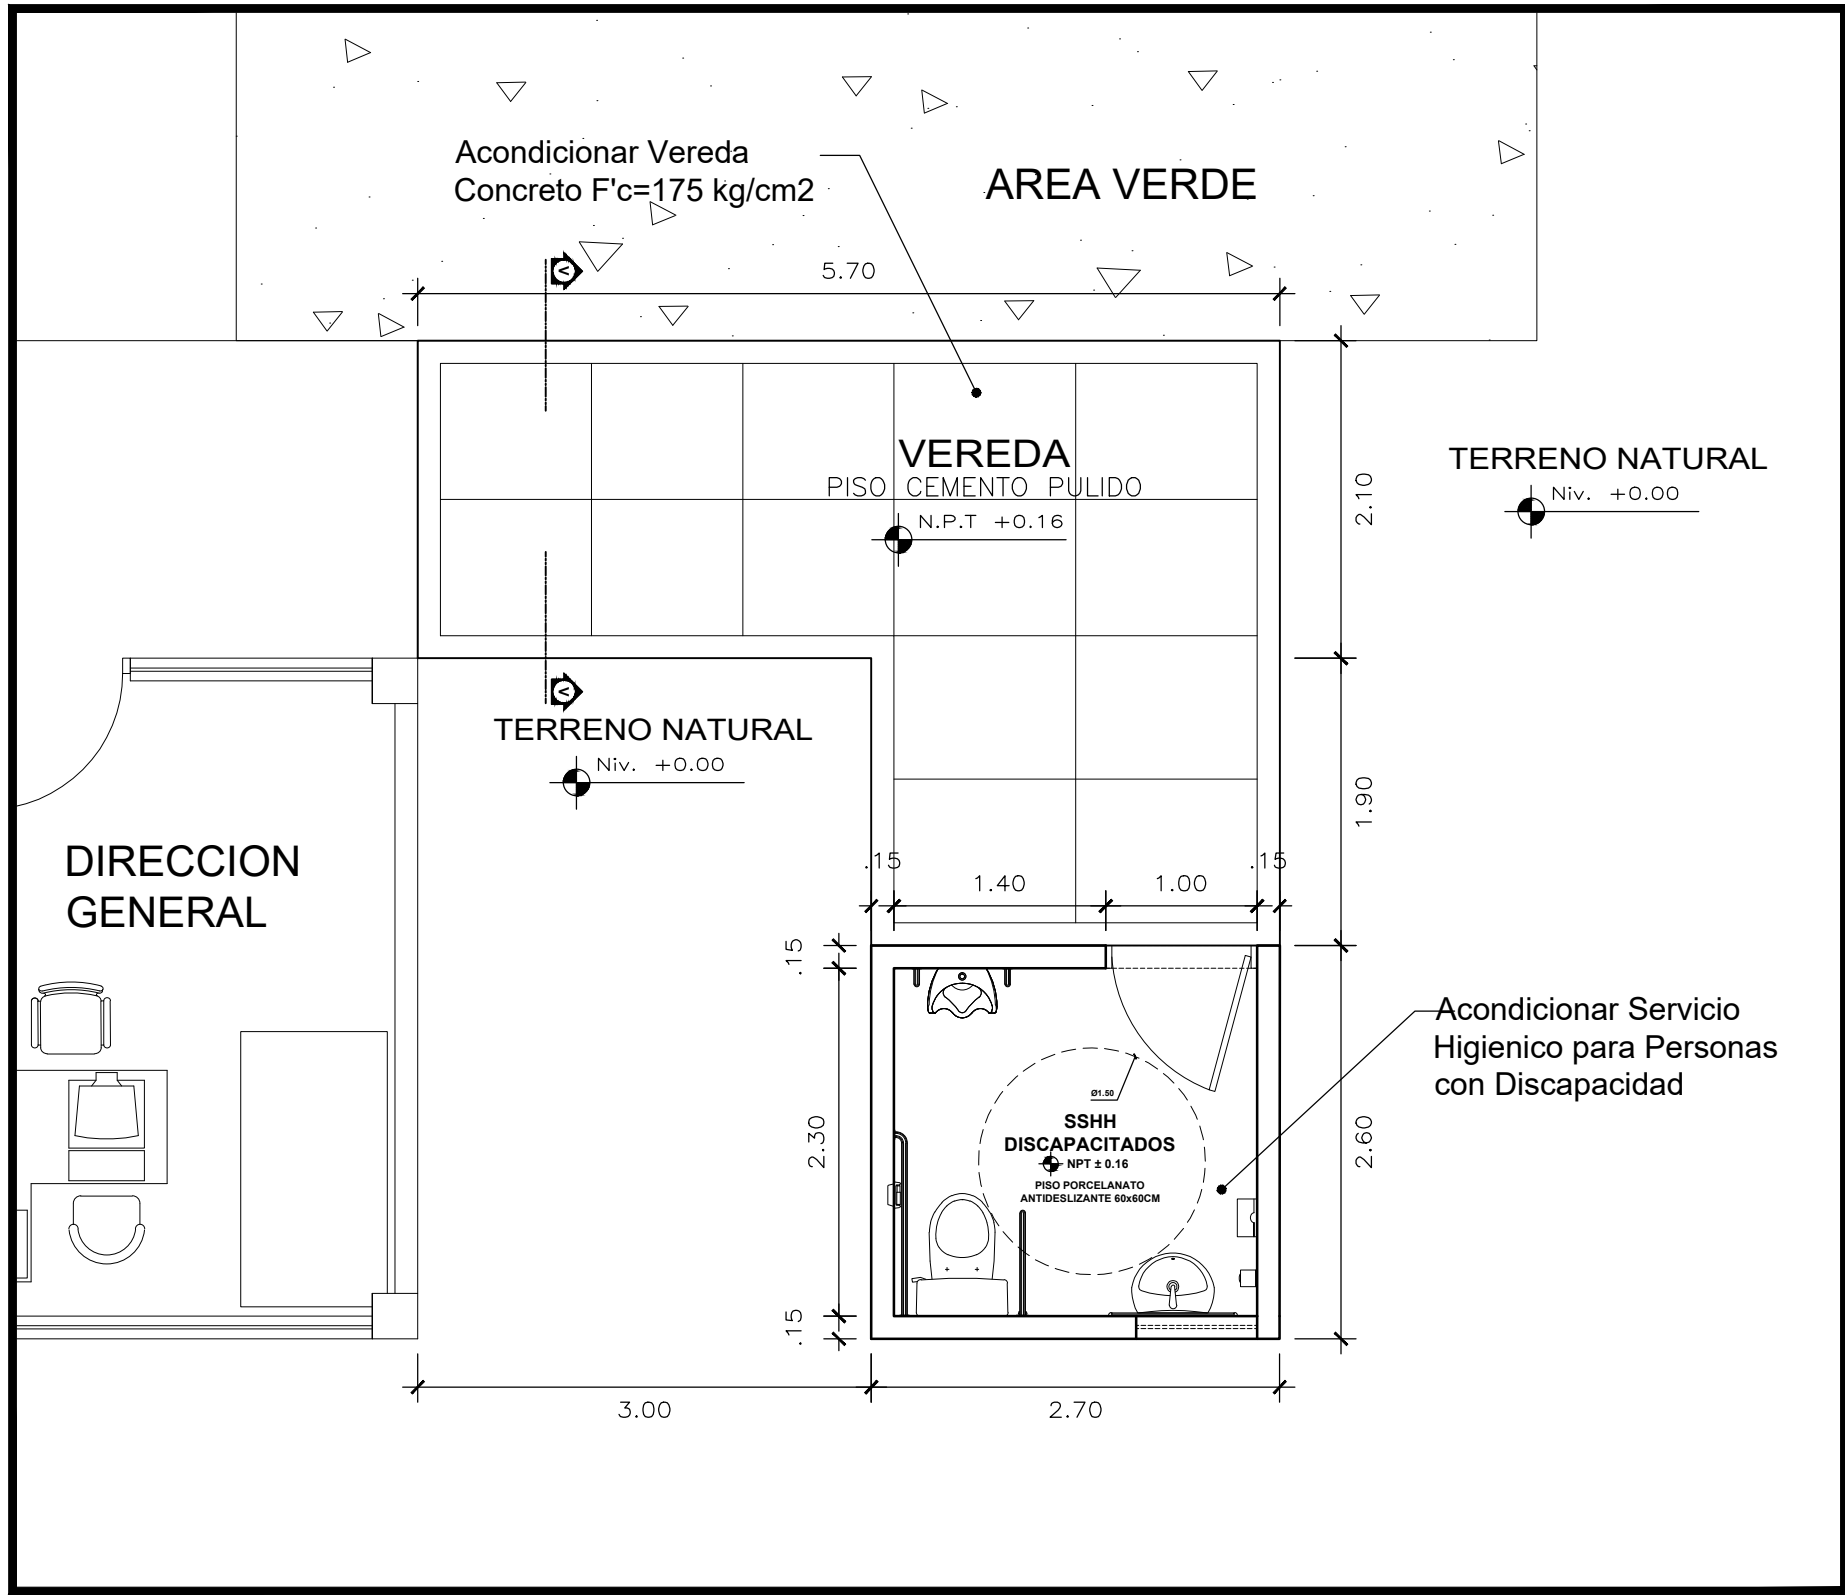 Acondicionar Vereda
Concreto F'c=175 kg/cm2
AREA VERDE
V
5.70
VEREDA
PISO CEMENTO PULIDO
N.P.T +0.16
2.10
TERRENO NATURAL
Niv. +0.00
V
TERRENO NATURAL
Niv. +0.00
1.90
DIRECCION
GENERAL
.15
1.40
1.00
.15
.15
2.30
.15
Ø1.50
SSHH
DISCAPACITADOS
NPT ± 0.16
PISO PORCELANATO
ANTIDESLIZANTE 60x60CM
2.60
Acondicionar Servicio
Higienico para Personas
con Discapacidad
3.00
2.70